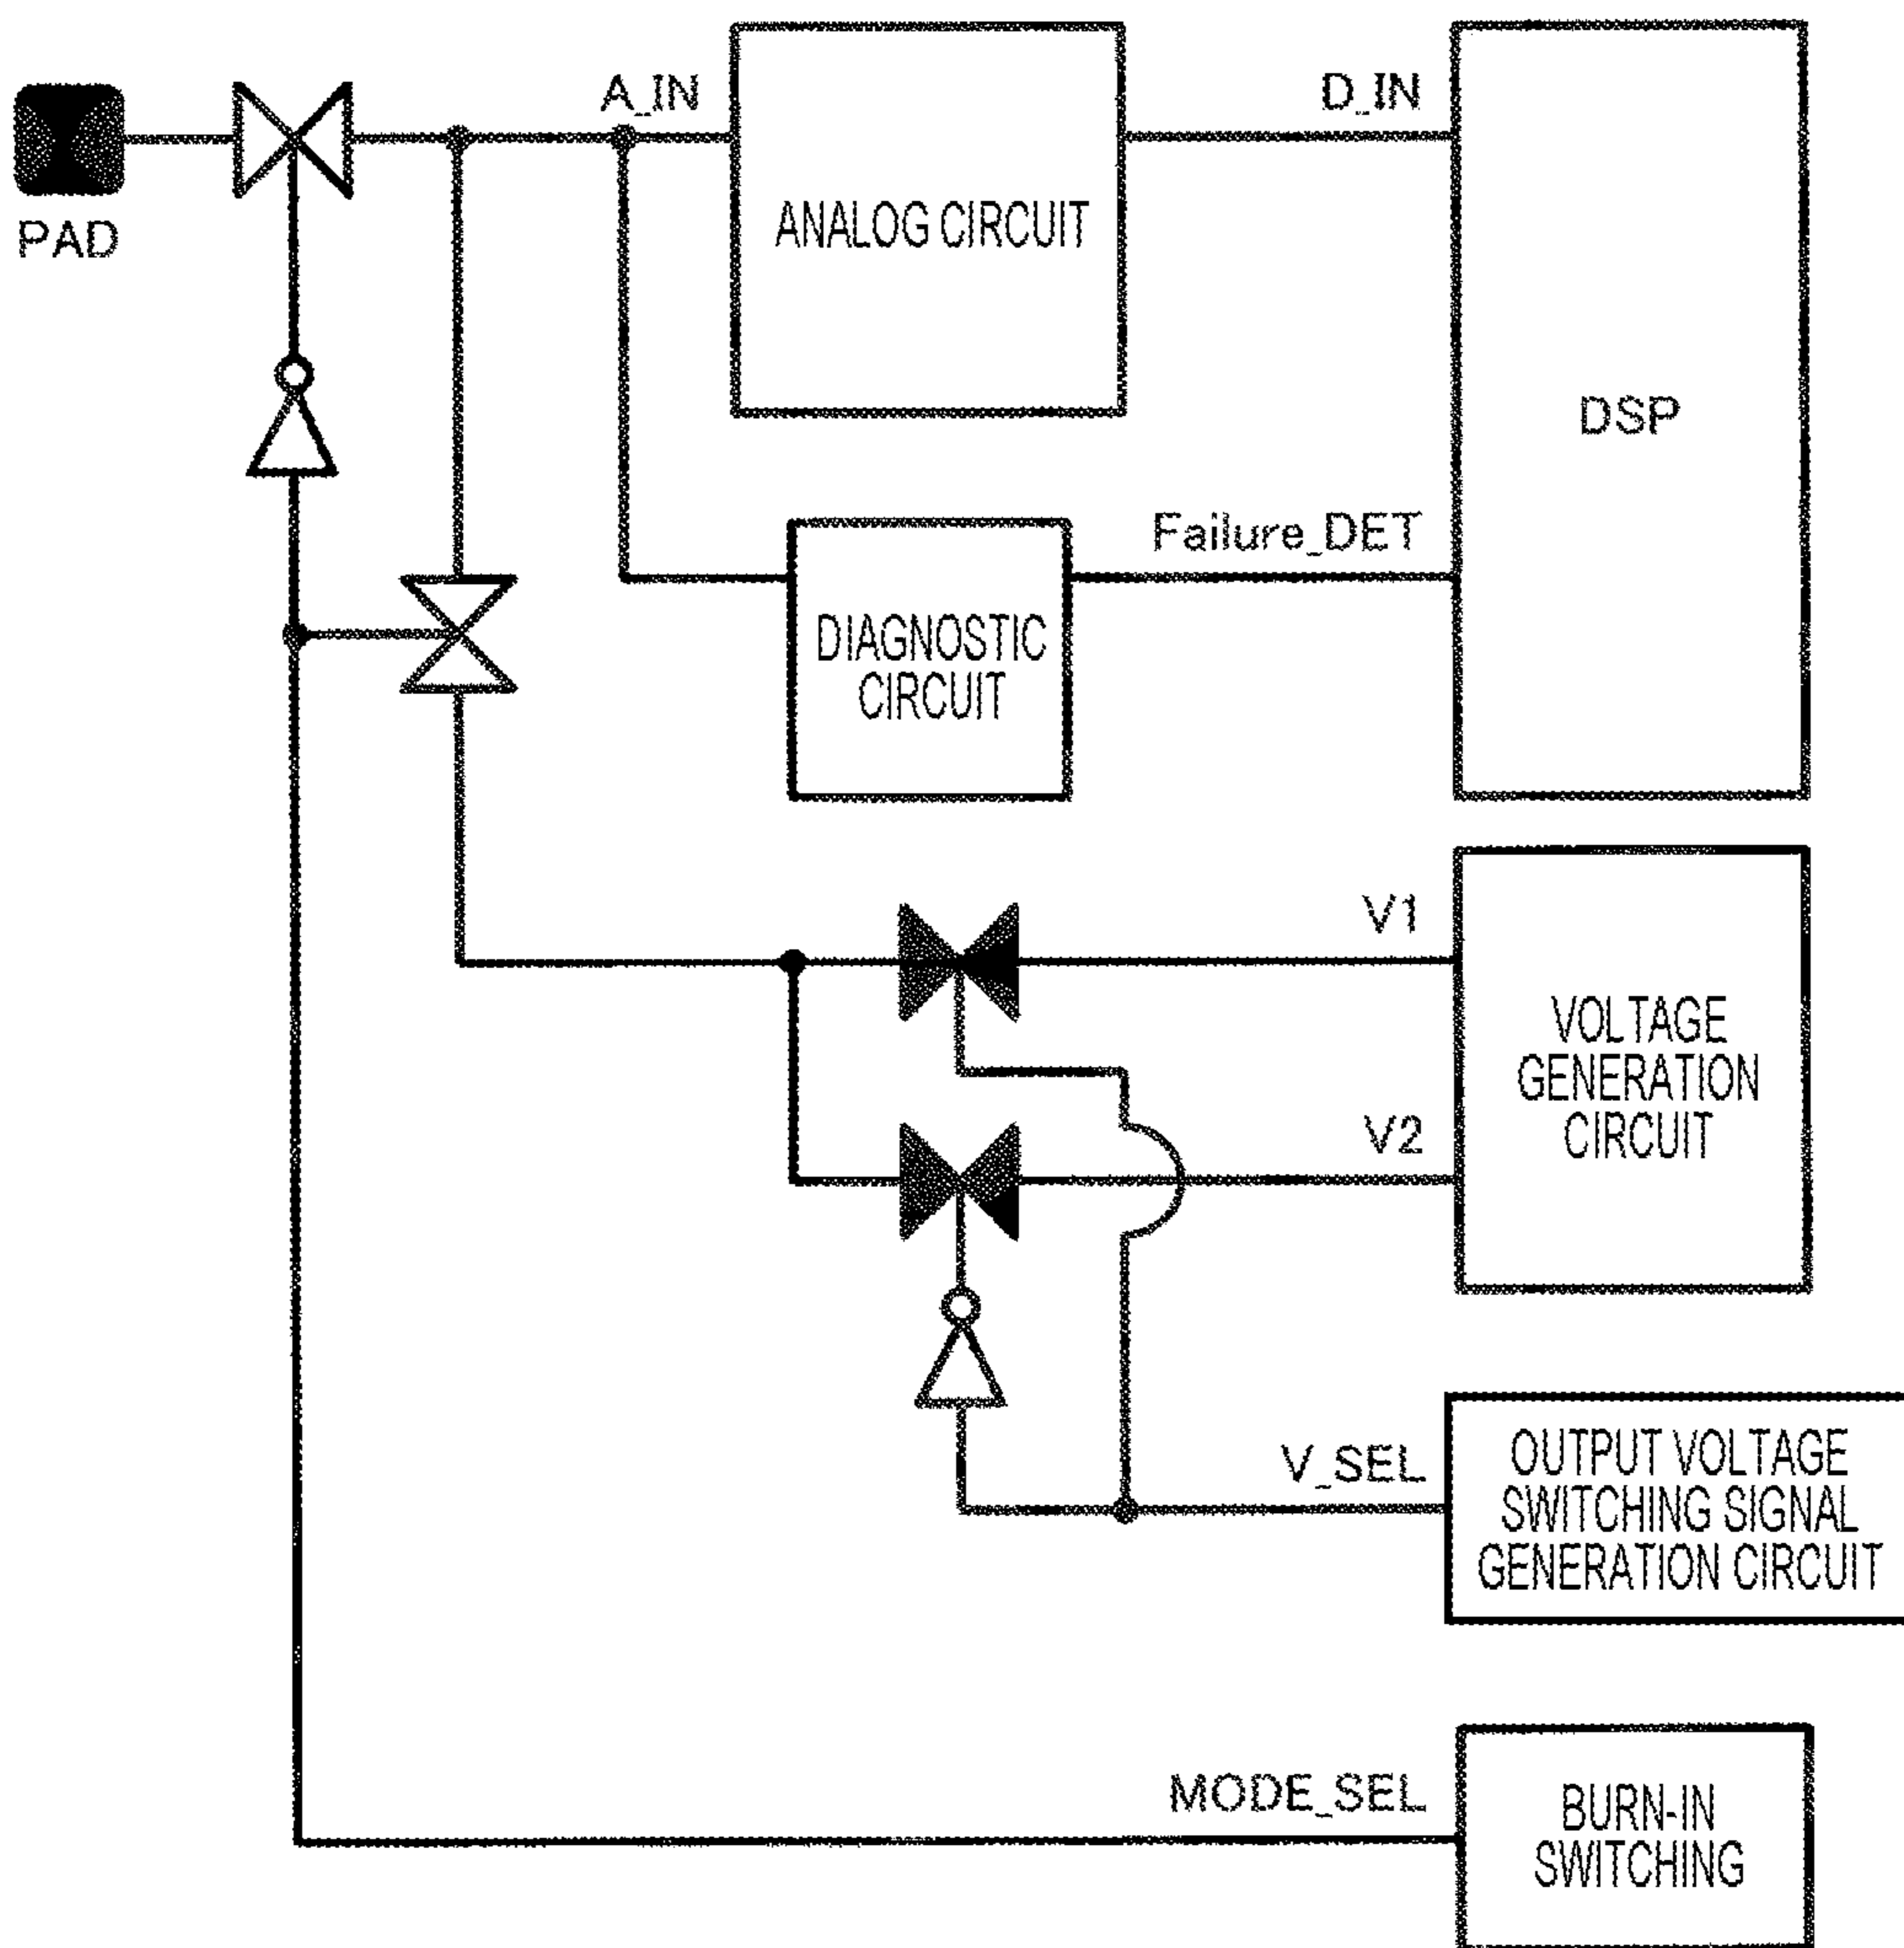 A_IN
D_IN
PAD
ANALOG CIRCUIT
DSP
Failure_DET
DIAGNOSTIC
CIRCUIT
V1
VOLTAGE
GENERATION
CIRCUIT
V2
V_SEL
OUTPUT VOLTAGE
SWITCHING SIGNAL
GENERATION CIRCUIT
MODE_SEL
BURN-IN
SWITCHING